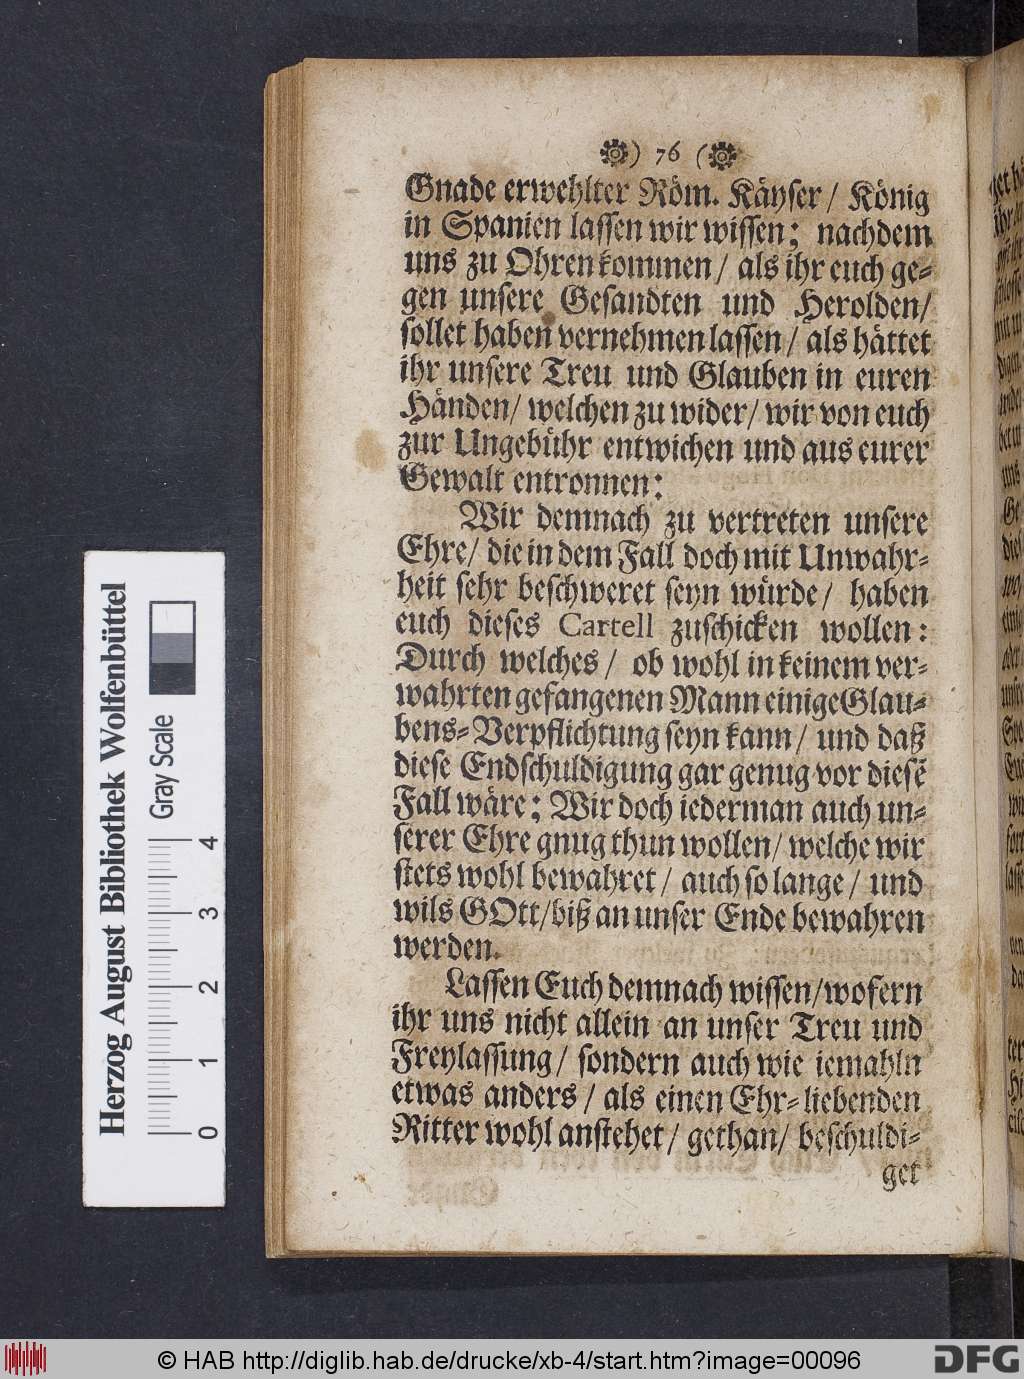 ) 76 (
Gnade erwehlter Röm. Käyser / König
in Spanien lassen wir wissen; nachdem
uns zu Ohren kommen / als ihr euch ge-
gen unsere Gesandten und Herolden /
sollet haben vernehmen lassen / als hättet
ihr unsere Treu und Glauben in euren
Händen / welchen zu wider / wir von euch
zur Ungebühr entwichen und aus eurer
Gewalt entronnen:
Wir demnach zu vertreten unsere
Ehre / die in dem Fall doch mit Unwahr-
heit sehr beschweret seyn würde / haben
euch dieses Cartell zuschicken wollen:
Durch welches / ob wohl in keinem ver-
wahrten gefangenen Mann einige Glau-
bens-Verpflichtung seyn kann / und daß
diese Endschuldigung gar genug vor diesē
Fall wäre; Wir doch iederman auch un-
serer Ehre gnug thun wollen / welche wir
stets wohl bewahret / auch so lange / und
wils GOtt / biß an unser Ende bewahren
werden.
Lassen Euch demnach wissen / wofern
ihr uns nicht allein an unser Treu und
Freylassung / sondern auch wie iemahln
etwas anders / als einen Ehr-liebenden
Ritter wohl anstehet / gethan / beschuldi-
get
Herzog August Bibliothek Wolfenbüttel
Gray Scale
0 1 2 3 4
© HAB http://diglib.hab.de/drucke/xb-4/start.htm?image=00096
DFG